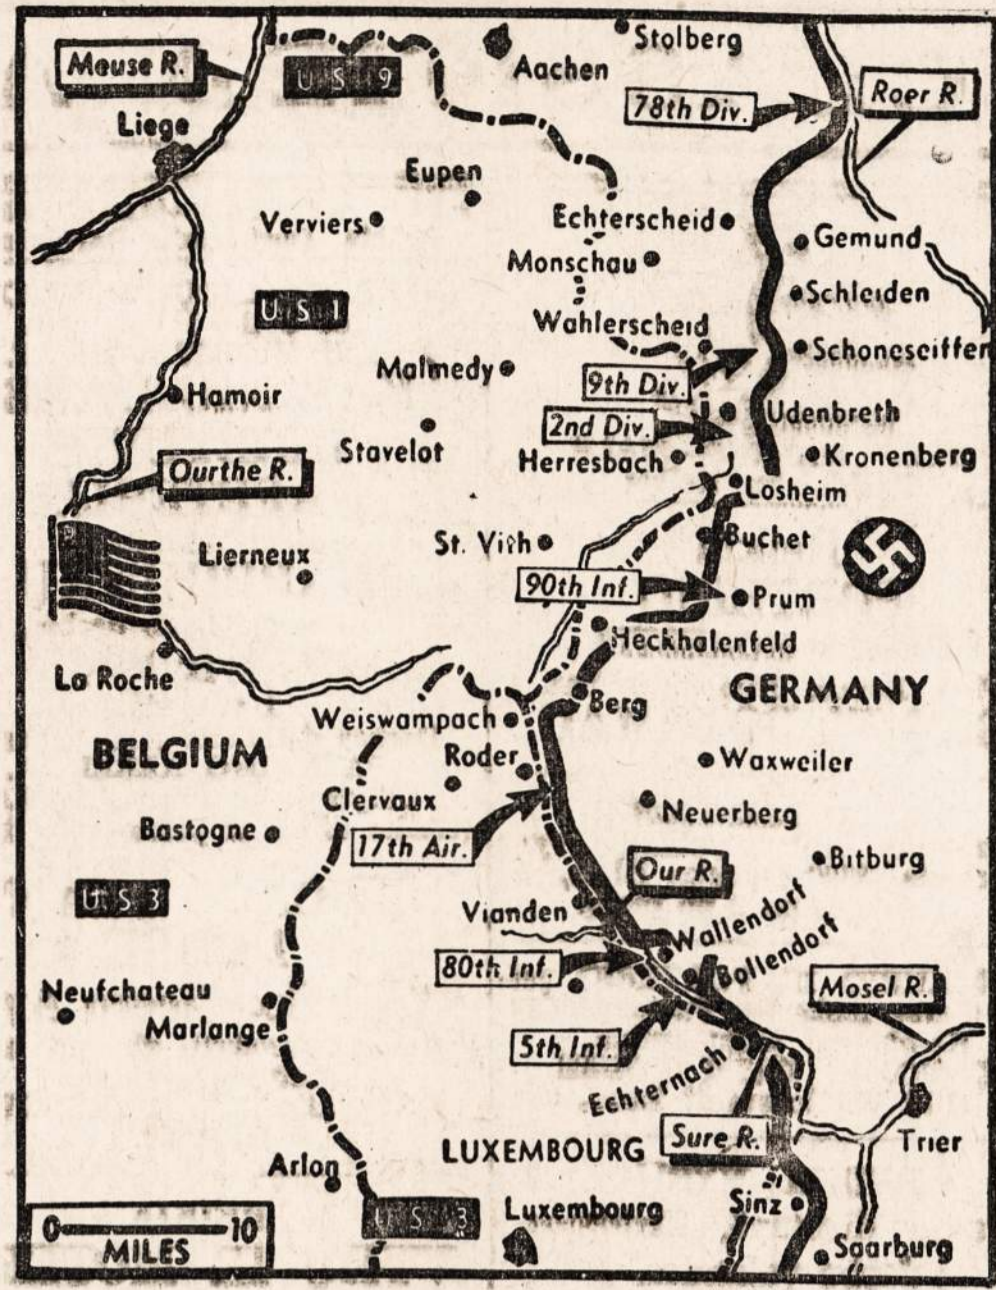 Stolberg
Meuse R.
U S 9
Aachen
78th Div.
Roer R.
Liege
Eupen
Verviers
Echterscheid
Gemund
Monschau
Schleiden
U S 1
Wahlerscheid
Schoneseiffen
Malmedy
9th Div.
Hamoir
Udenbreth
2nd Div.
Stavelot
Herresbach
Kronenberg
Ourthe R.
Losheim
St. Vith
Buchet
Lierneux
90th Inf.
Prum
Heckhalenfeld
La Roche
GERMANY
Berg
Weiswampach
BELGIUM
Roder
Waxweiler
Clervaux
Neuerberg
Bastogne
17th Air.
Bitburg
Our R.
U S 3
Vianden
Wallendorf
80th Inf.
Bollendorf
Neufchateau
Mosel R.
Marlange
5th Inf.
Echternach
Sure R.
Trier
LUXEMBOURG
Arlon
Sinz
U S 3
Luxembourg
0 10
MILES
Saarburg